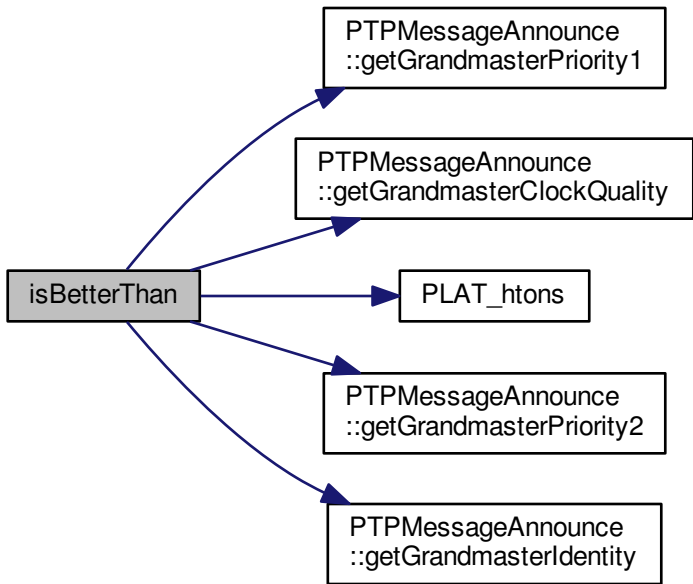 PTPMessageAnnounce
::getGrandmasterPriority1
PTPMessageAnnounce
::getGrandmasterClockQuality
isBetterThan
PLAT_htons
PTPMessageAnnounce
::getGrandmasterPriority2
PTPMessageAnnounce
::getGrandmasterIdentity